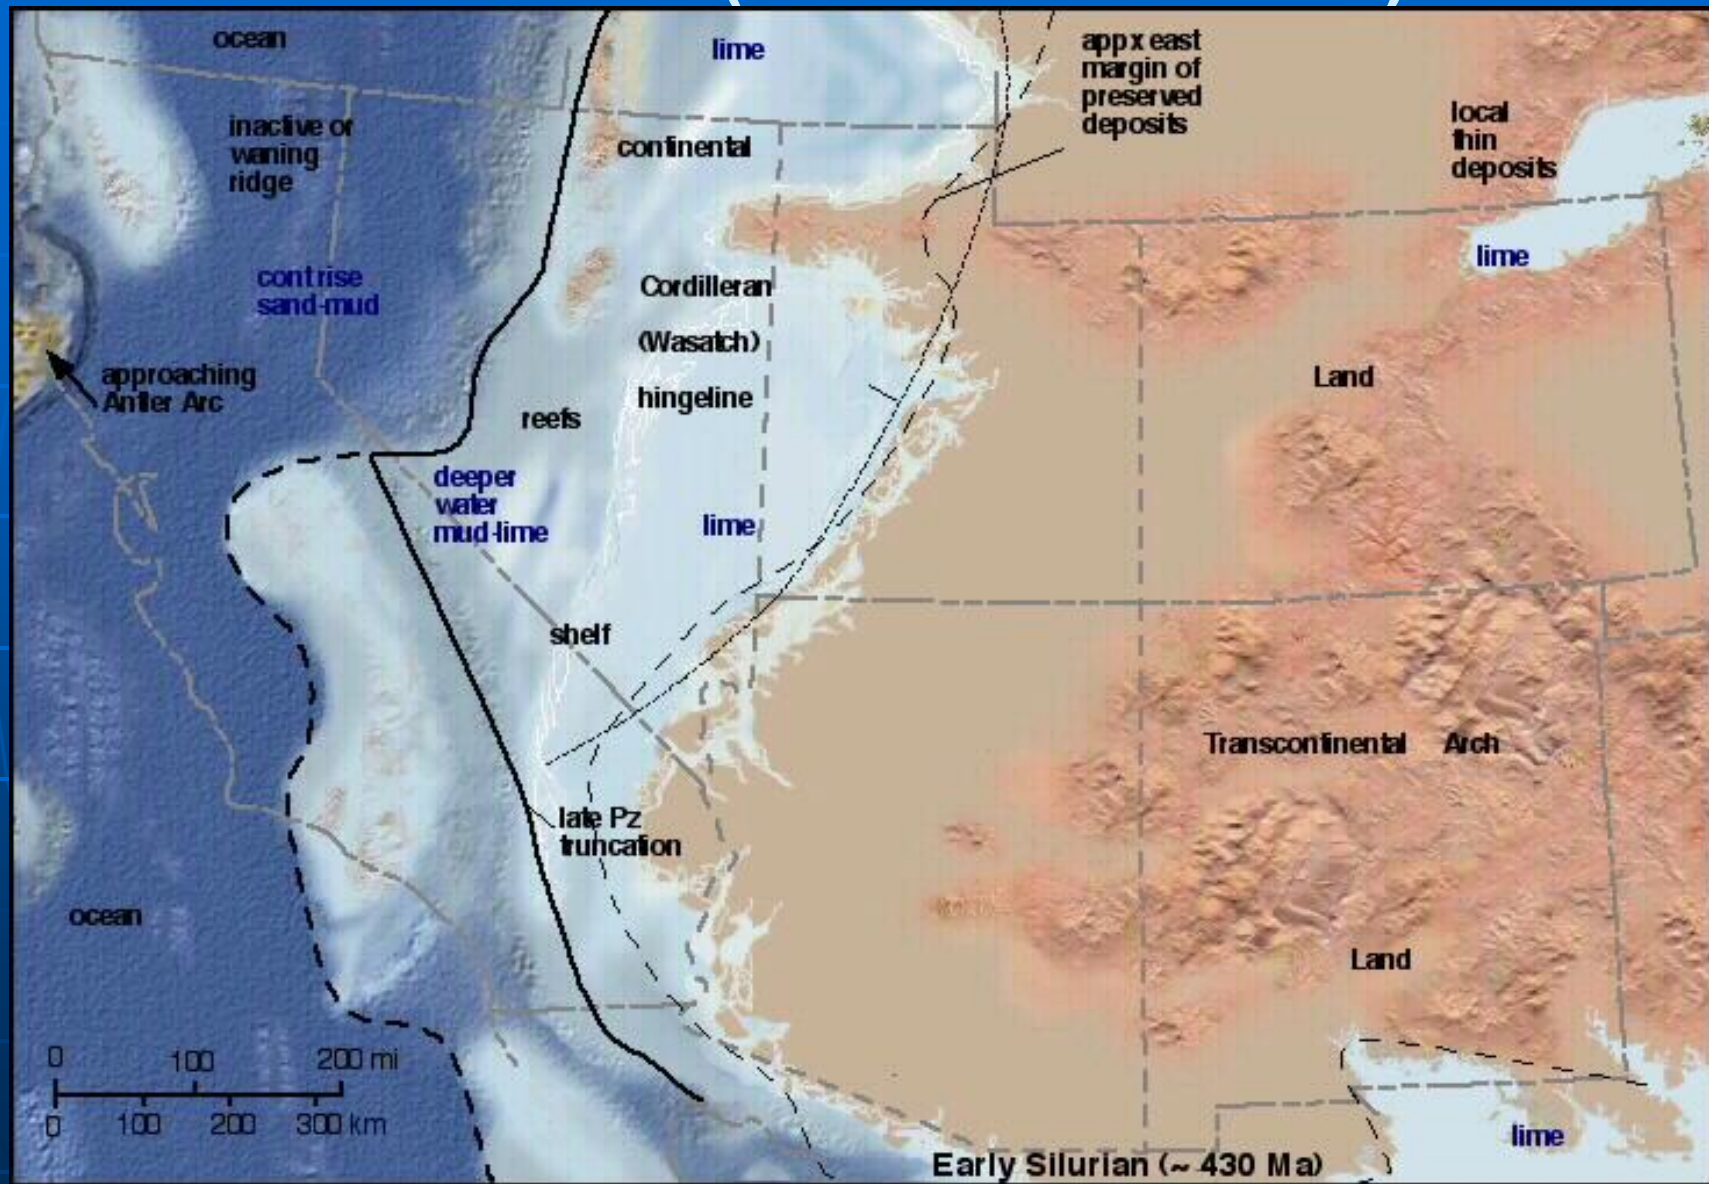 ocean
lime
appx east
margin of
preserved
deposits
local
thin
deposits
inactive or
waning
ridge
continental
lime
cont rise
sand-mud
Cordilleran
(Wasatch)
hingeline
approaching
Antler Arc
reefs
Land
deeper
water
mud-lime
lime
shelf
Transcontinental Arch
late Pz
truncation
ocean
Land
0 100 200 mi
0 100 200 300 km
lime
Early Silurian (~ 430 Ma)